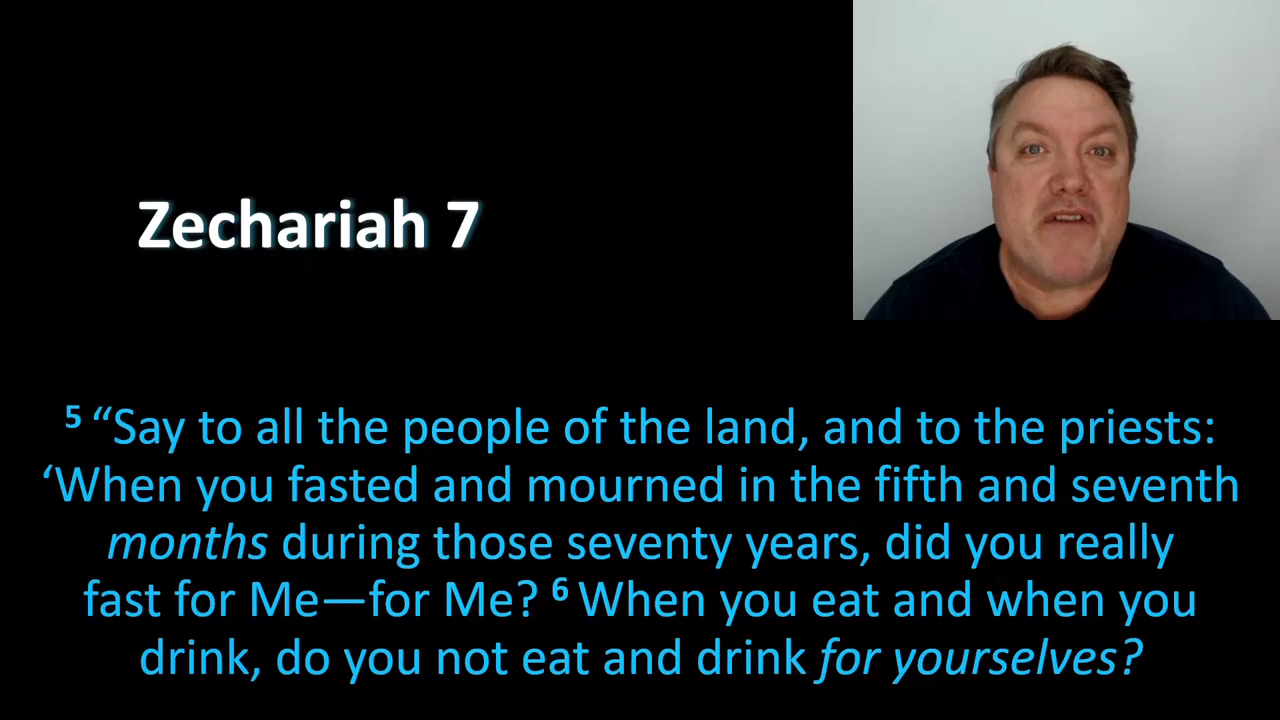 Zechariah 7
5 “Say to all the people of the land, and to the priests:
‘When you fasted and mourned in the fifth and seventh
months during those seventy years, did you really
fast for Me—for Me? 6 When you eat and when you
drink, do you not eat and drink for yourselves?